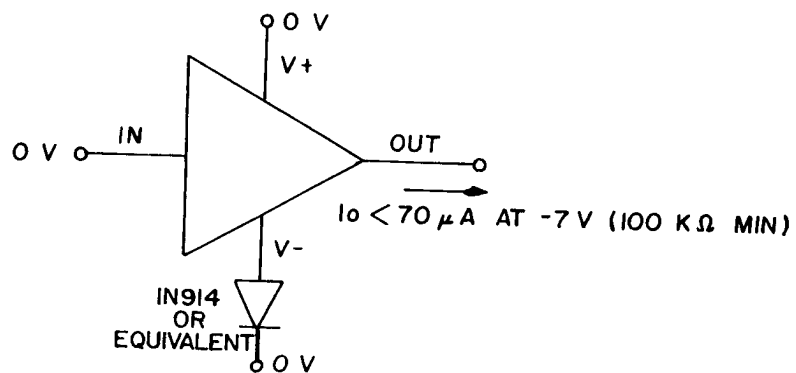 0 V
V+
IN
0 V
OUT
Io < 70 μA AT -7 V (100 KΩ MIN)
V-
IN914
OR
EQUIVALENT
0 V